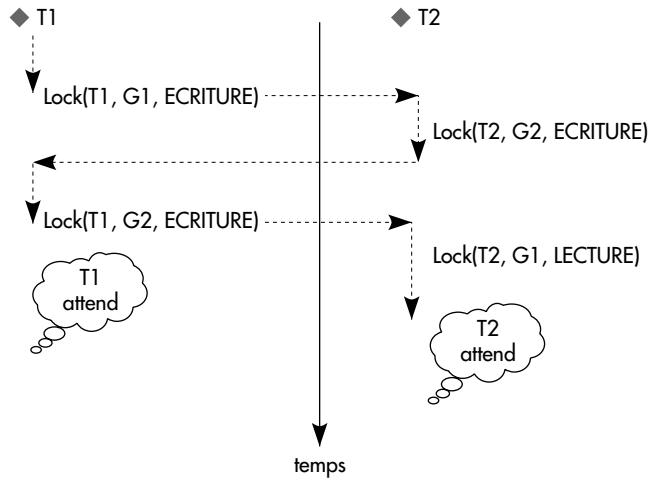 T1
T2
Lock(T1, G1, ECRITURE)
Lock(T2, G2, ECRITURE)
Lock(T1, G2, ECRITURE)
Lock(T2, G1, LECTURE)
T1
attend
T2
attend
temps